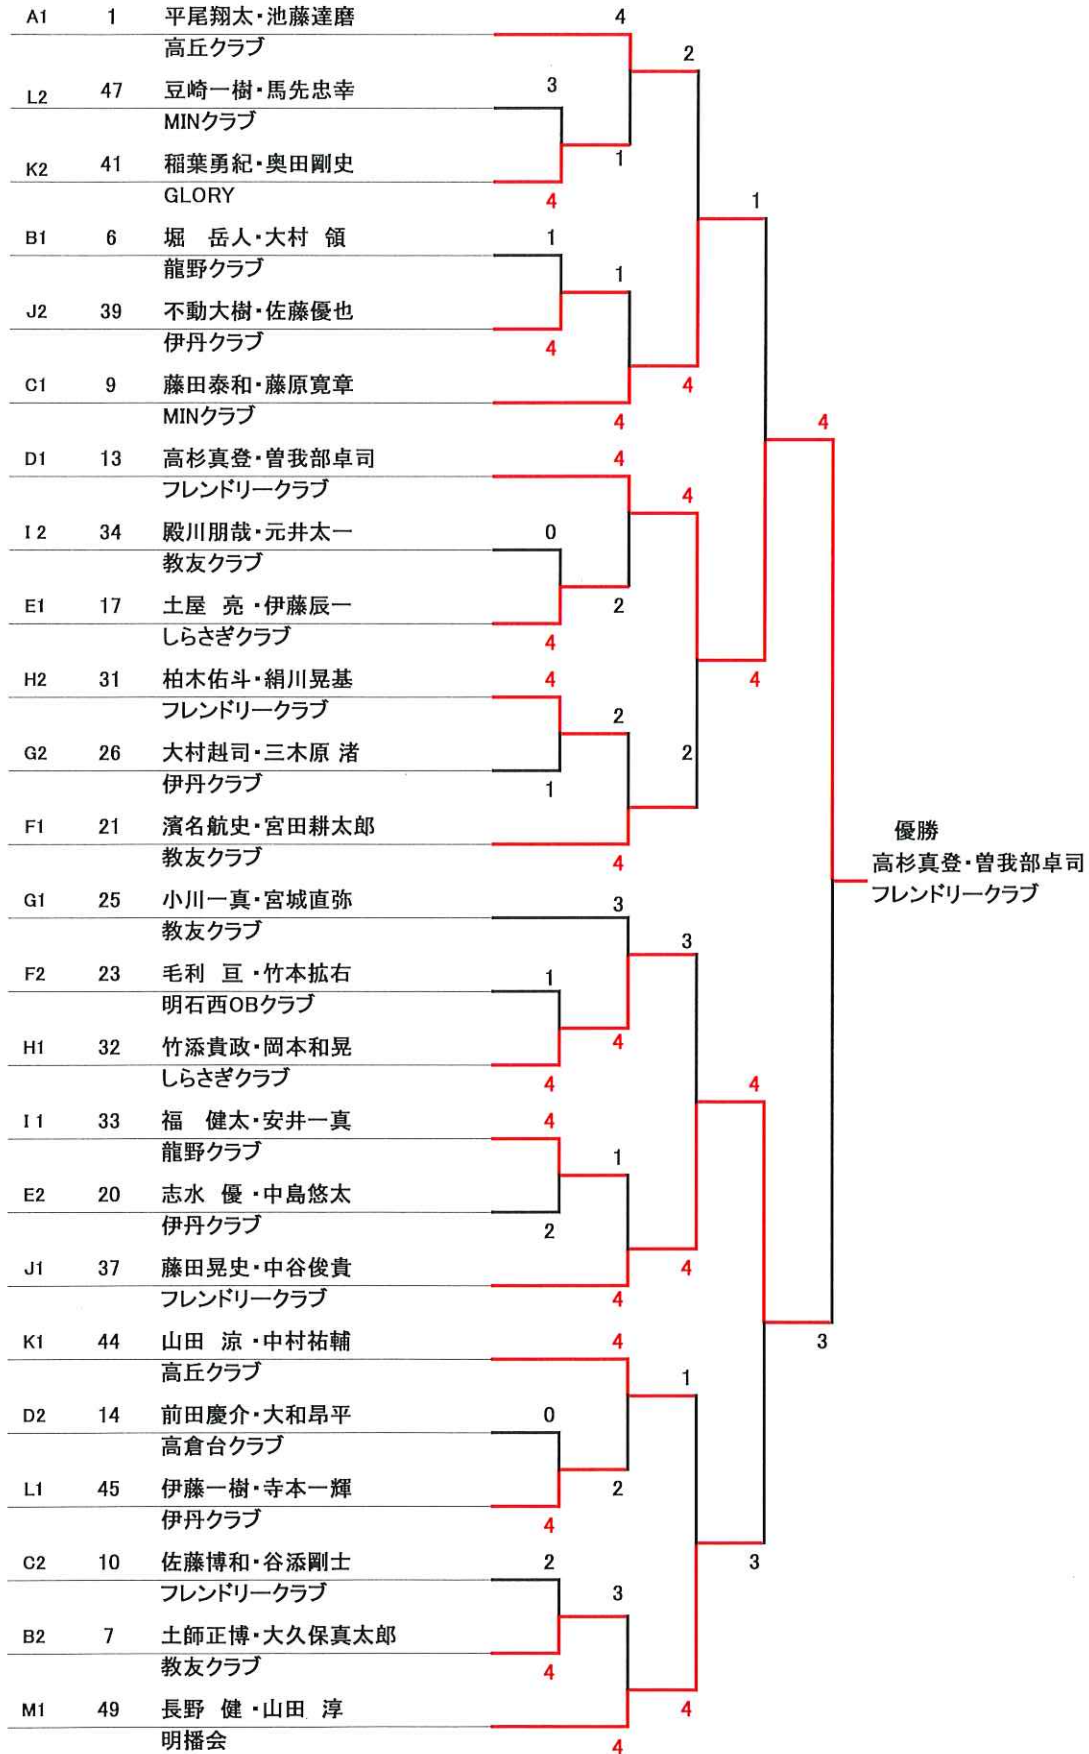 A1 1 平尾翔太・池藤達磨 4
高丘クラブ 2
L2 47 豆崎一樹・馬先忠幸 3
MINクラブ
K2 41 稲葉勇紀・奥田剛史 1
GLORY 4 1
B1 6 堀 岳人・大村 領 1
龍野クラブ 1
J2 39 不動大樹・佐藤優也
伊丹クラブ 4
C1 9 藤田泰和・藤原寛章 4
MINクラブ 4 4
D1 13 高杉真登・曽我部卓司 4
フレンドリークラブ 4
I2 34 殿川朋哉・元井太一 0
教友クラブ
E1 17 土屋 亮・伊藤辰一 2
しらさぎクラブ 4
H2 31 柏木佑斗・絹川晃基 4 4
フレンドリークラブ 2
G2 26 大村赳司・三木原 渚 2
伊丹クラブ 1
F1 21 濱名航史・宮田耕太郎
優勝
教友クラブ 4
高杉真登・曽我部卓司
フレンドリークラブ
G1 25 小川一真・宮城直弥 3
教友クラブ 3
F2 23 毛利 亘・竹本拡右 1
明石西OBクラブ
H1 32 竹添貴政・岡本和晃 4
しらさぎクラブ 4 4
I1 33 福 健太・安井一真 4
龍野クラブ 1
E2 20 志水 優・中島悠太
伊丹クラブ 2
J1 37 藤田晃史・中谷俊貴 4
フレンドリークラブ 4
K1 44 山田 涼・中村祐輔 4 3
高丘クラブ 1
D2 14 前田慶介・大和昂平 0
高倉台クラブ
L1 45 伊藤一樹・寺本一輝 2
伊丹クラブ 4
C2 10 佐藤博和・谷添剛士 2 3
フレンドリークラブ 3
B2 7 土師正博・大久保真太郎
教友クラブ 4
M1 49 長野 健・山田 淳 4
明播会 4